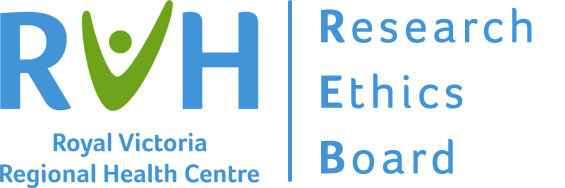 RVH
Royal Victoria
Regional Health Centre
Research
Ethics
Board